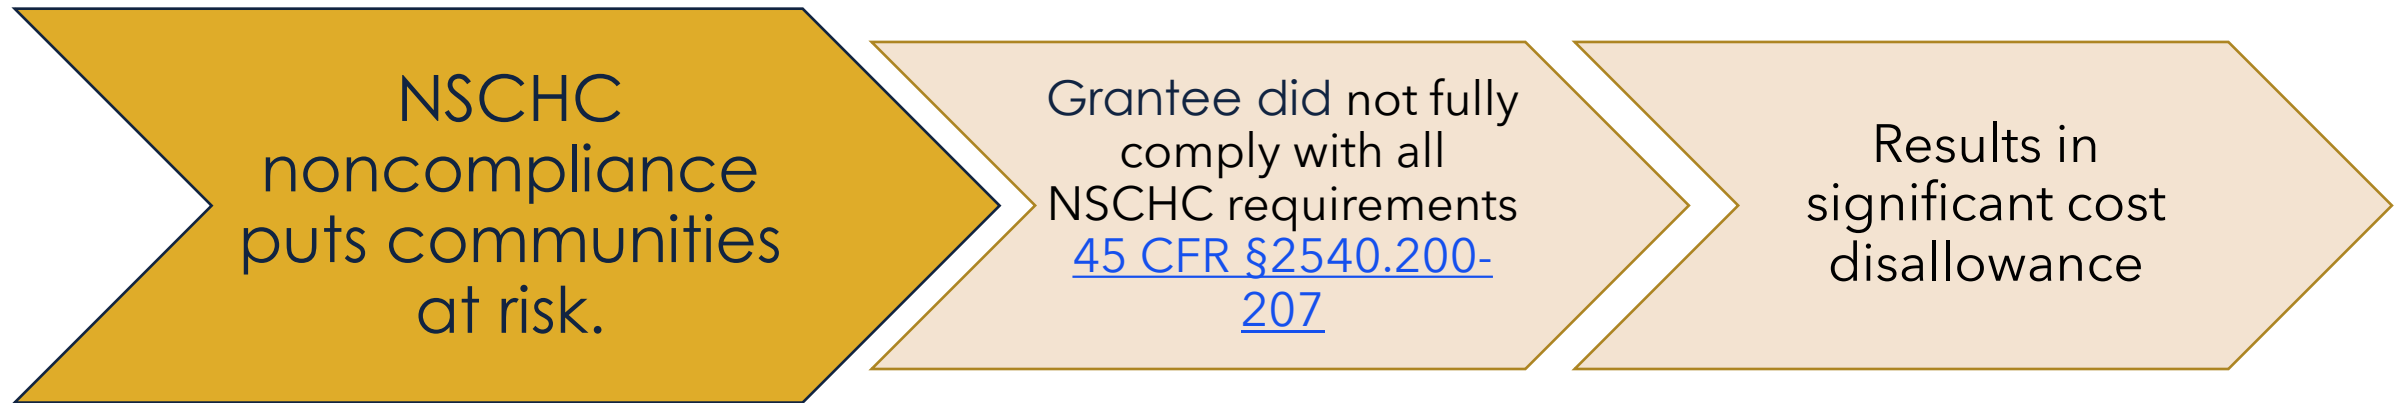 NSCHC
noncompliance
puts communities
at risk.
Grantee did not fully
comply with all
NSCHC requirements
45 CFR §2540.200-
207
Results in
significant cost
disallowance